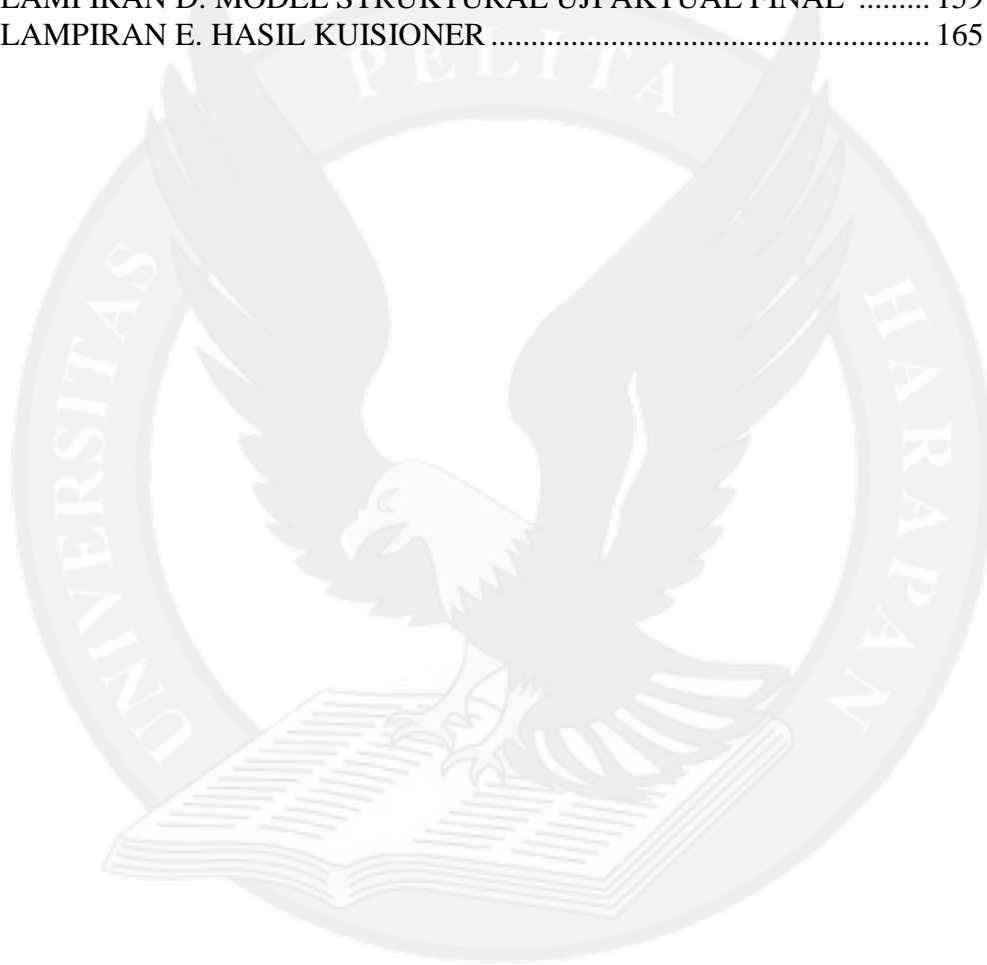 LAMPIRAN D. MODEL STRUKTURAL UJI AKTUAL FINAL ......... 159
LAMPIRAN E. HASIL KUISIONER ........................................................ 165
UNIVERSITAS PELITA HARAPAN